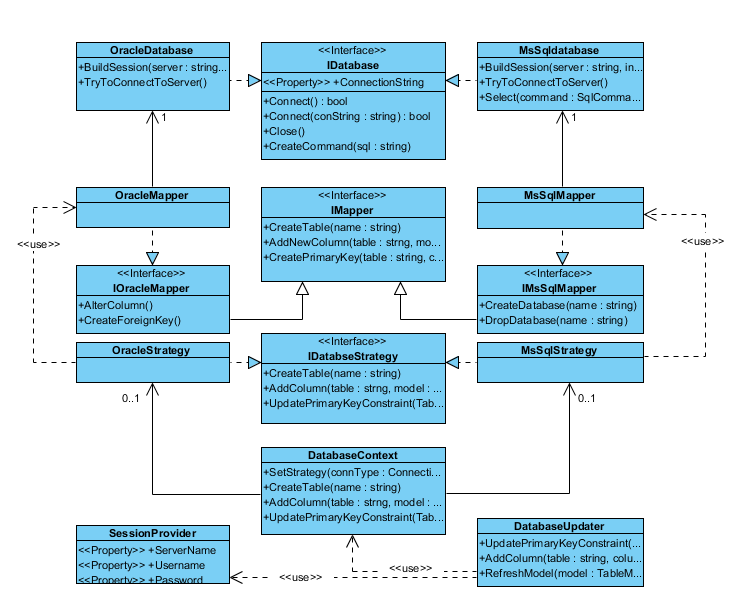 OracleDatabase
+BuildSession(server : string...
+TryToConnectToServer()
<<Interface>>
IDatabase
<<Property>> +ConnectionString
+Connect() : bool
+Connect(conString : string) : bool
+Close()
+CreateCommand(sql : string)
MsSqldatabase
+BuildSession(server : string, in...
+TryToConnectToServer()
+Select(command : SqlComma...
1
1
OracleMapper
<<Interface>>
IMapper
+CreateTable(name : string)
+AddNewColumn(table : strng, mo...
+CreatePrimaryKey(table : string, c...
MsSqlMapper
<<use>>
<<use>>
<<Interface>>
IOracleMapper
+AlterColumn()
+CreateForeignKey()
<<Interface>>
IMsSqlMapper
+CreateDatabase(name : string)
+DropDatabase(name : string)
OracleStrategy
<<Interface>>
IDatabseStrategy
+CreateTable(name : string)
+AddColumn(table : strng, model : ...
+UpdatePrimaryKeyConstraint(Tab...
MsSqlStrategy
0..1
0..1
DatabaseContext
+SetStrategy(connType : Connecti...
+CreateTable(name : string)
+AddColumn(table : strng, model : ...
+UpdatePrimaryKeyConstraint(Tab...
SessionProvider
<<Property>> +ServerName
<<Property>> +Username
<<Property>> +Password
DatabaseUpdater
+UpdatePrimaryKeyConstraint(...
+AddColumn(table : string, colu...
+RefreshModel(model : TableM...
<<use>>
<<use>>